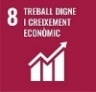 8 TREBALL DIGNE
I CREIXEMENT
ECONÒMIC